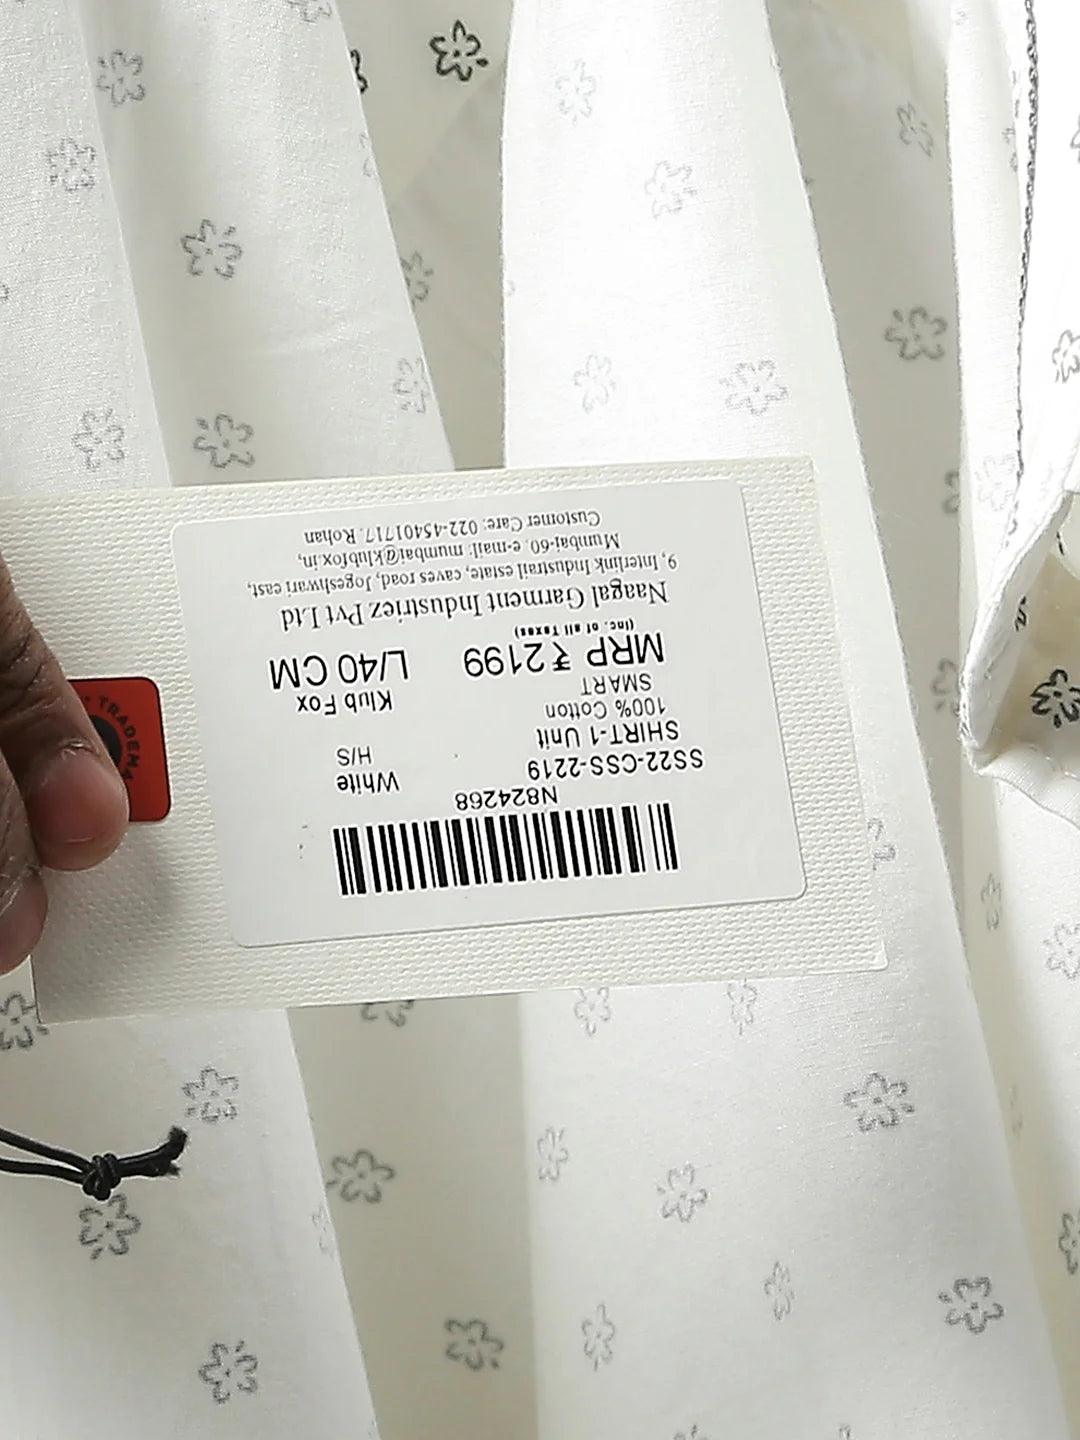 N824268
SS22-CSS-2219 White
SHIRT-1 Unit H/S
100% Cotton
SMART Klub Fox
MRP ₹ 2199 L/40 CM
(Inc. of all Taxes)
Naagal Garment Industriez Pvt Ltd
9, Interlink Industrail estate, caves road, Jogeshwari east,
Mumbai-60. e-mail: mumbai@klubfox.in,
Customer Care: 022-45401717. Rohan